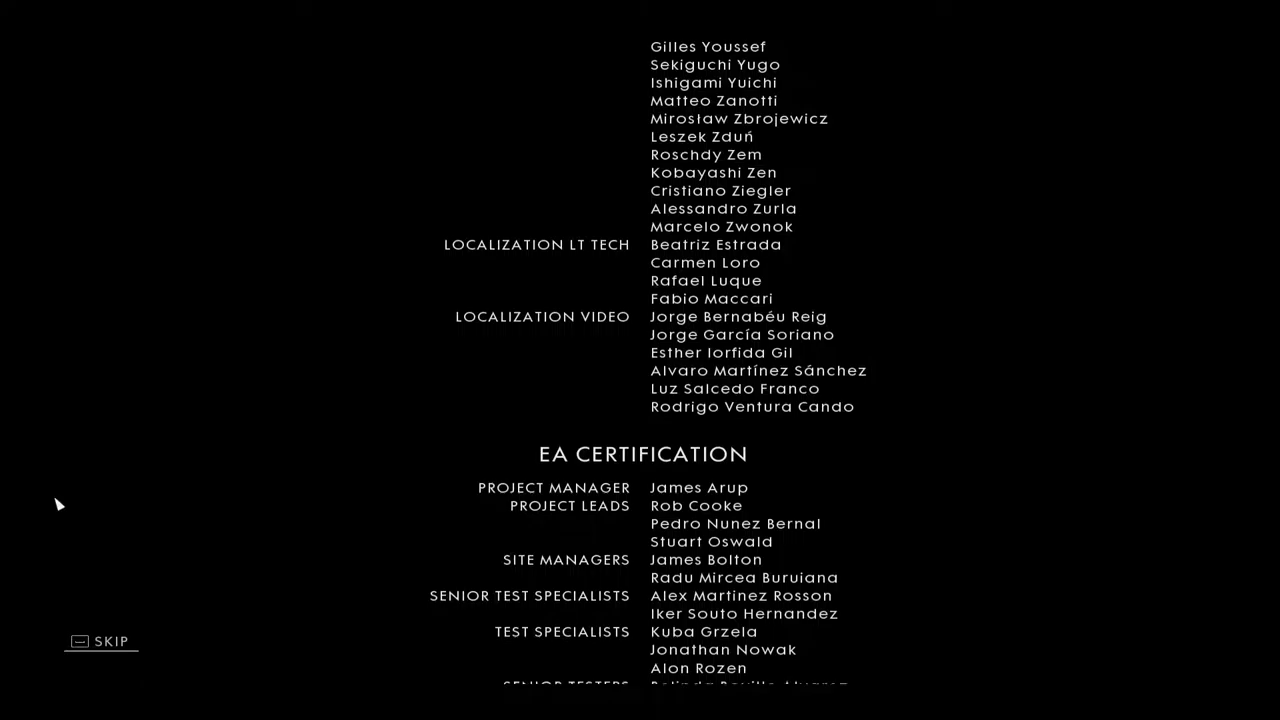 Gilles Youssef
Sekiguchi Yugo
Ishigami Yuichi
Matteo Zanotti
Mirosław Zbrojewicz
Leszek Zduń
Roschdy Zem
Kobayashi Zen
Cristiano Ziegler
Alessandro Zurla
Marcelo Zwonok
LOCALIZATION LT TECH Beatriz Estrada
Carmen Loro
Rafael Luque
Fabio Maccari
LOCALIZATION VIDEO Jorge Bernabéu Reig
Jorge García Soriano
Esther Iorfida Gil
Alvaro Martínez Sánchez
Luz Salcedo Franco
Rodrigo Ventura Cando
EA CERTIFICATION
PROJECT MANAGER James Arup
PROJECT LEADS Rob Cooke
Pedro Nunez Bernal
Stuart Oswald
SITE MANAGERS James Bolton
Radu Mircea Buruiana
SENIOR TEST SPECIALISTS Alex Martinez Rosson
Iker Souto Hernandez
TEST SPECIALISTS Kuba Grzela
Jonathan Nowak
Alon Rozen
SENIOR TESTERS
SKIP